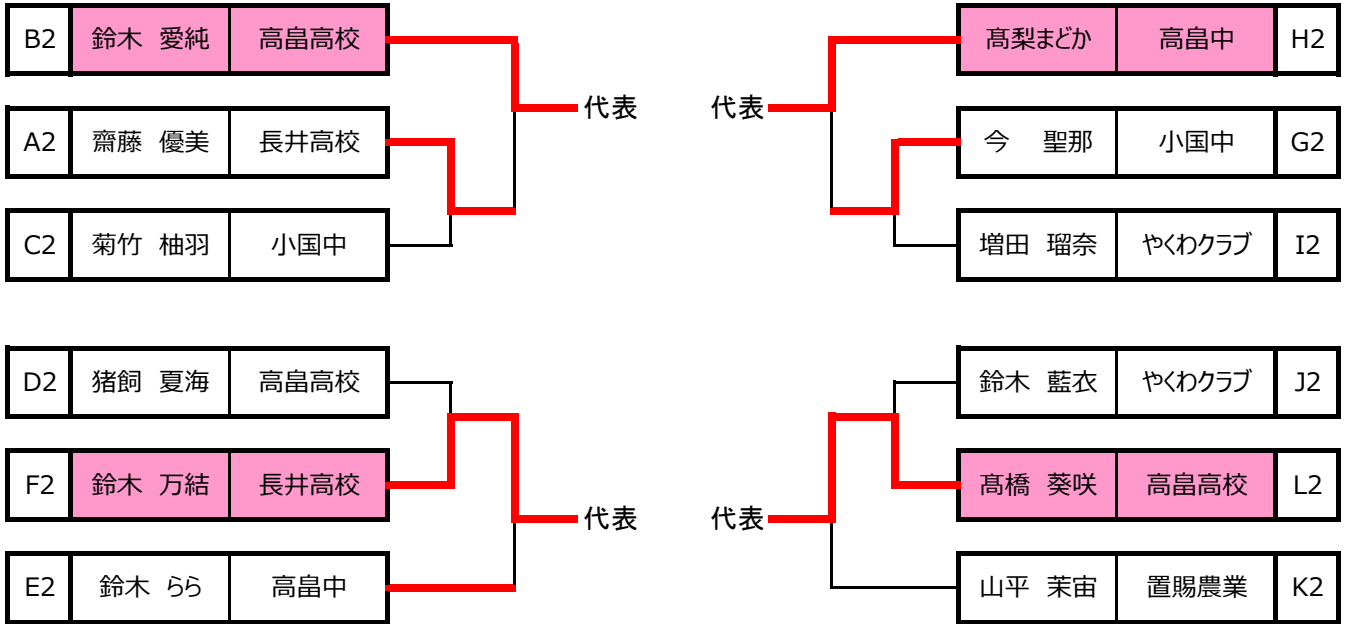 B2 鈴木 愛純 高畠高校
代表
A2 齋藤 優美 長井高校
C2 菊竹 柚羽 小国中
髙梨まどか 高畠中 H2
代表
今 聖那 小国中 G2
増田 瑠奈 やくわクラブ I2
D2 猪飼 夏海 高畠高校
F2 鈴木 万結 長井高校
代表
E2 鈴木 らら 高畠中
鈴木 藍衣 やくわクラブ J2
髙橋 葵咲 高畠高校 L2
代表
山平 茉宙 置賜農業 K2